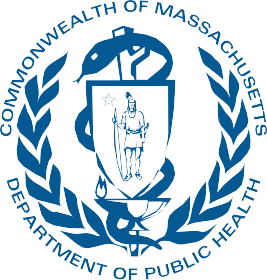 COMMONWEALTH OF MASSACHUSETTS
DEPARTMENT OF PUBLIC HEALTH